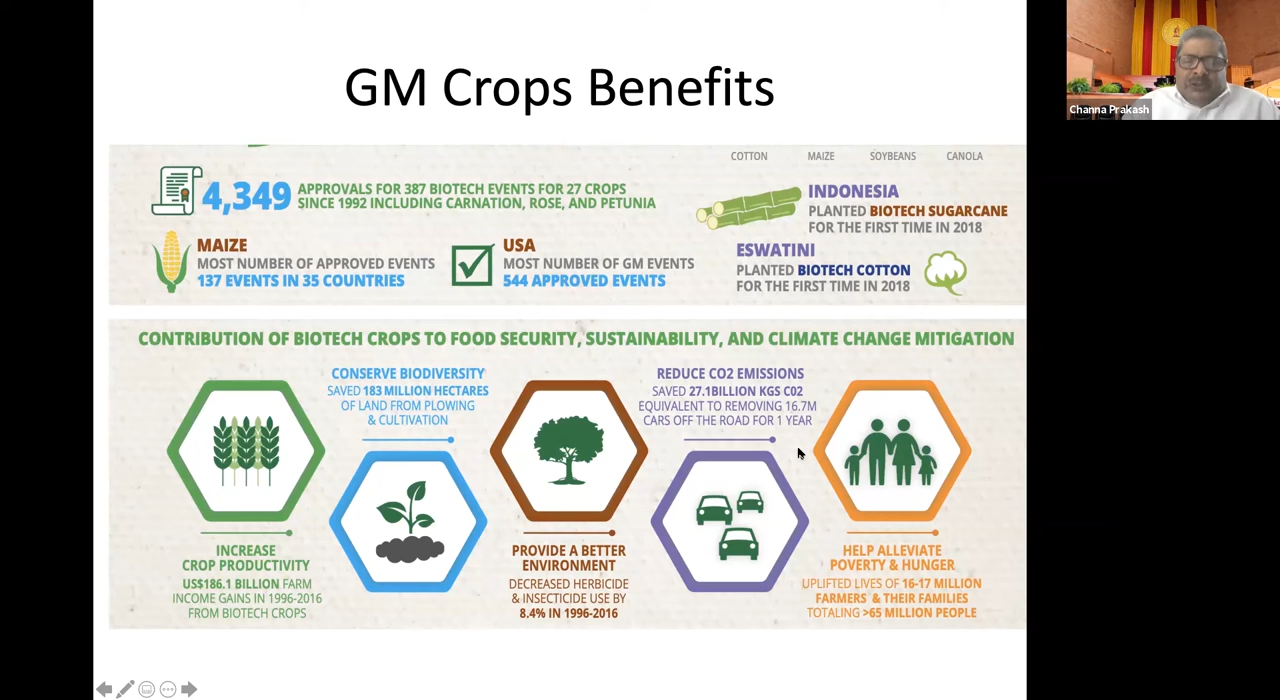 GM Crops Benefits
Channa Prakash
COTTON MAIZE SOYBEANS CANOLA
4,349 APPROVALS FOR 387 BIOTECH EVENTS FOR 27 CROPS
SINCE 1992 INCLUDING CARNATION, ROSE, AND PETUNIA
INDONESIA
PLANTED BIOTECH SUGARCANE
FOR THE FIRST TIME IN 2018
MAIZE
MOST NUMBER OF APPROVED EVENTS
137 EVENTS IN 35 COUNTRIES
USA
MOST NUMBER OF GM EVENTS
544 APPROVED EVENTS
ESWATINI
PLANTED BIOTECH COTTON
FOR THE FIRST TIME IN 2018
CONTRIBUTION OF BIOTECH CROPS TO FOOD SECURITY, SUSTAINABILITY, AND CLIMATE CHANGE MITIGATION
INCREASE
CROP PRODUCTIVITY
US$186.1 BILLION FARM
INCOME GAINS IN 1996-2016
FROM BIOTECH CROPS
CONSERVE BIODIVERSITY
SAVED 183 MILLION HECTARES
OF LAND FROM PLOWING
& CULTIVATION
PROVIDE A BETTER
ENVIRONMENT
DECREASED HERBICIDE
& INSECTICIDE USE BY
8.4% IN 1996-2016
REDUCE CO2 EMISSIONS
SAVED 27.1BILLION KGS C02
EQUIVALENT TO REMOVING 16.7M
CARS OFF THE ROAD FOR 1 YEAR
HELP ALLEVIATE
POVERTY & HUNGER
UPLIFTED LIVES OF 16-17 MILLION
FARMERS & THEIR FAMILIES
TOTALING >65 MILLION PEOPLE